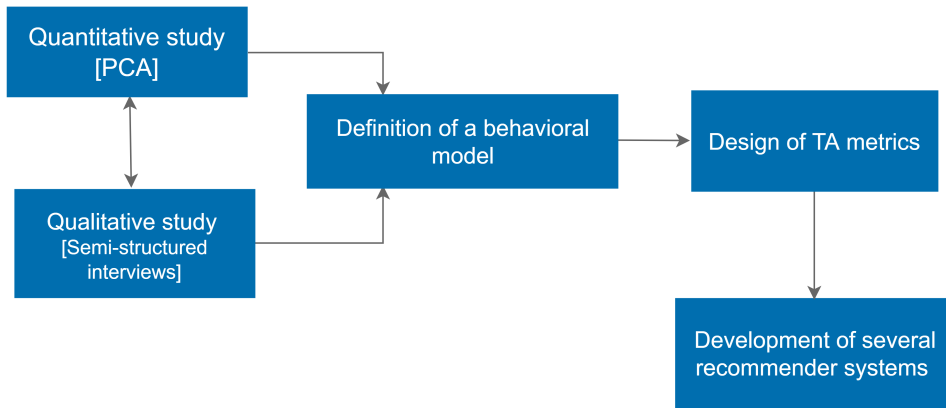 Quantitative study
[PCA]
Qualitative study
[Semi-structured
interviews]
Definition of a behavioral
model
Design of TA metrics
Development of several
recommender systems